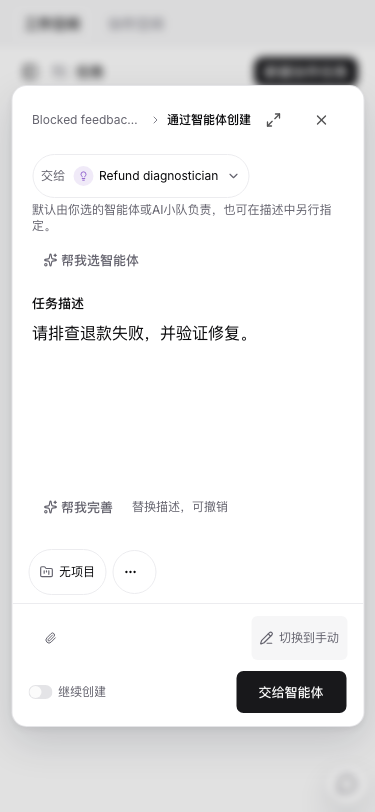 Blocked feedbac...
通过智能体创建
交给
Refund diagnostician
默认由你选的智能体或AI小队负责，也可在描述中另行指
定。
帮我选智能体
任务描述
请排查退款失败，并验证修复。
帮我完善
替换描述，可撤销
无项目
切换到手动
继续创建
交给智能体